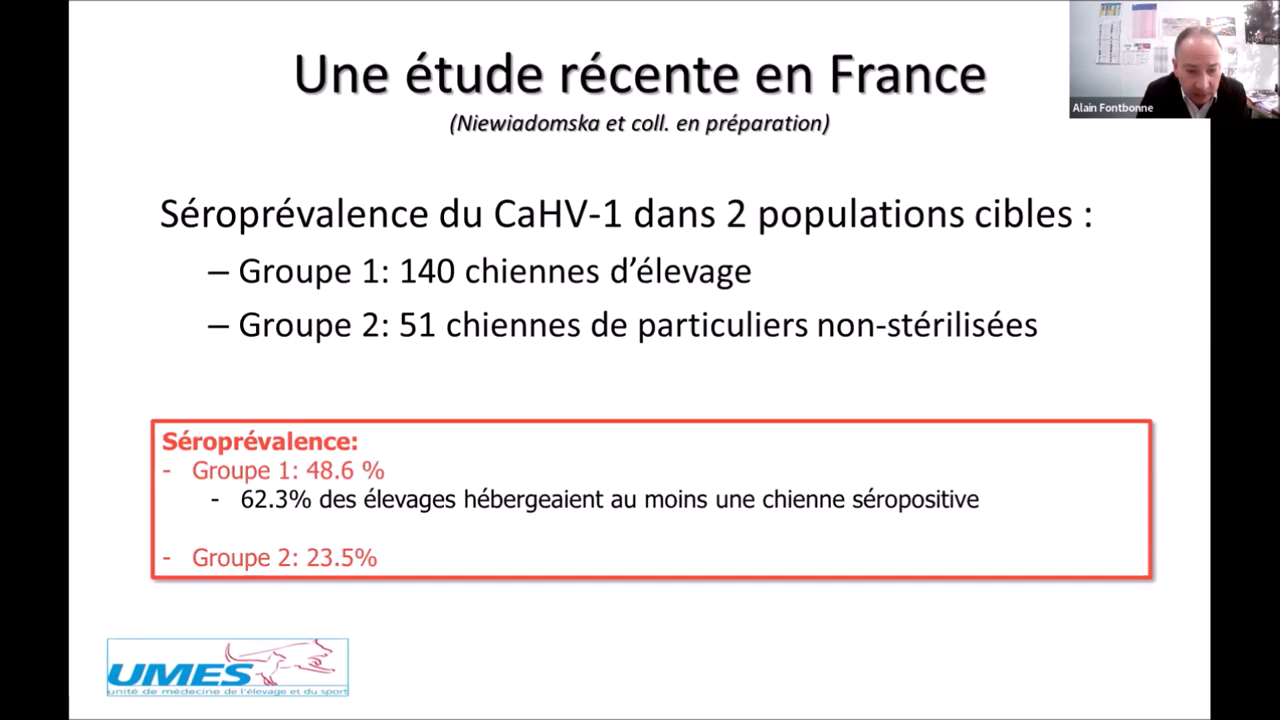 Une étude récente en France
(Niewiadomska et coll. en préparation)
Alain Fontbonne
Séroprévalence du CaHV-1 dans 2 populations cibles :
– Groupe 1: 140 chiennes d’élevage
– Groupe 2: 51 chiennes de particuliers non-stérilisées
Séroprévalence:
- Groupe 1: 48.6 %
- 62.3% des élevages hébergeaient au moins une chienne séropositive
- Groupe 2: 23.5%
UMES
unité de médecine de l'élevage et du sport